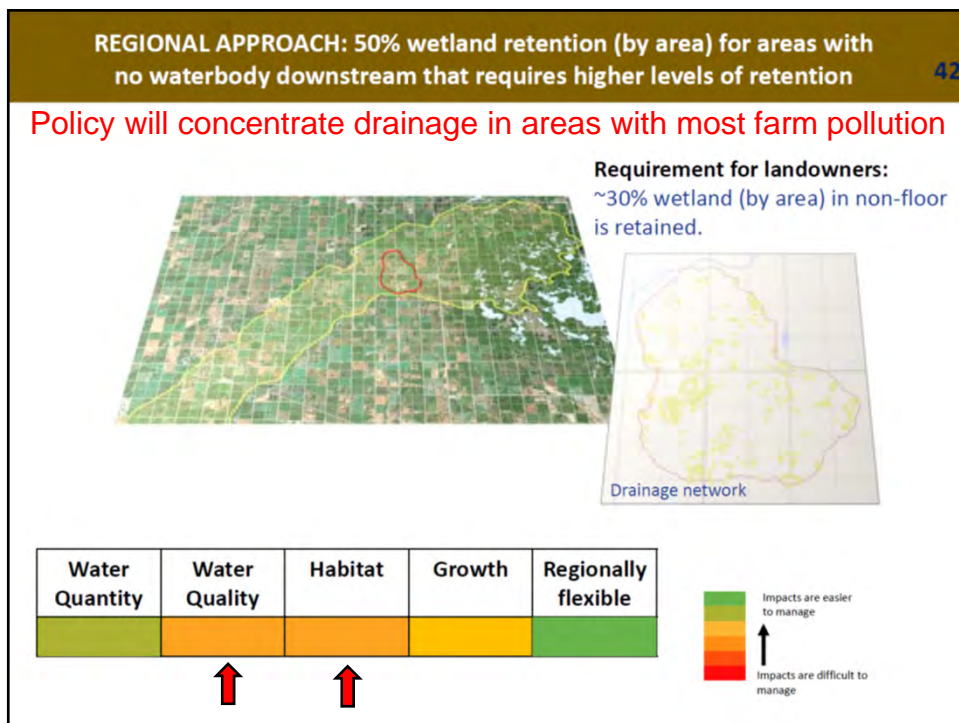 REGIONAL APPROACH: 50% wetland retention (by area) for areas with
no waterbody downstream that requires higher levels of retention
42
Policy will concentrate drainage in areas with most farm pollution
Requirement for landowners:
~30% wetland (by area) in non-floor
is retained.
Drainage network
Water Quantity
Water Quality
Habitat
Growth
Regionally flexible
Impacts are easier
to manage
Impacts are difficult to
manage